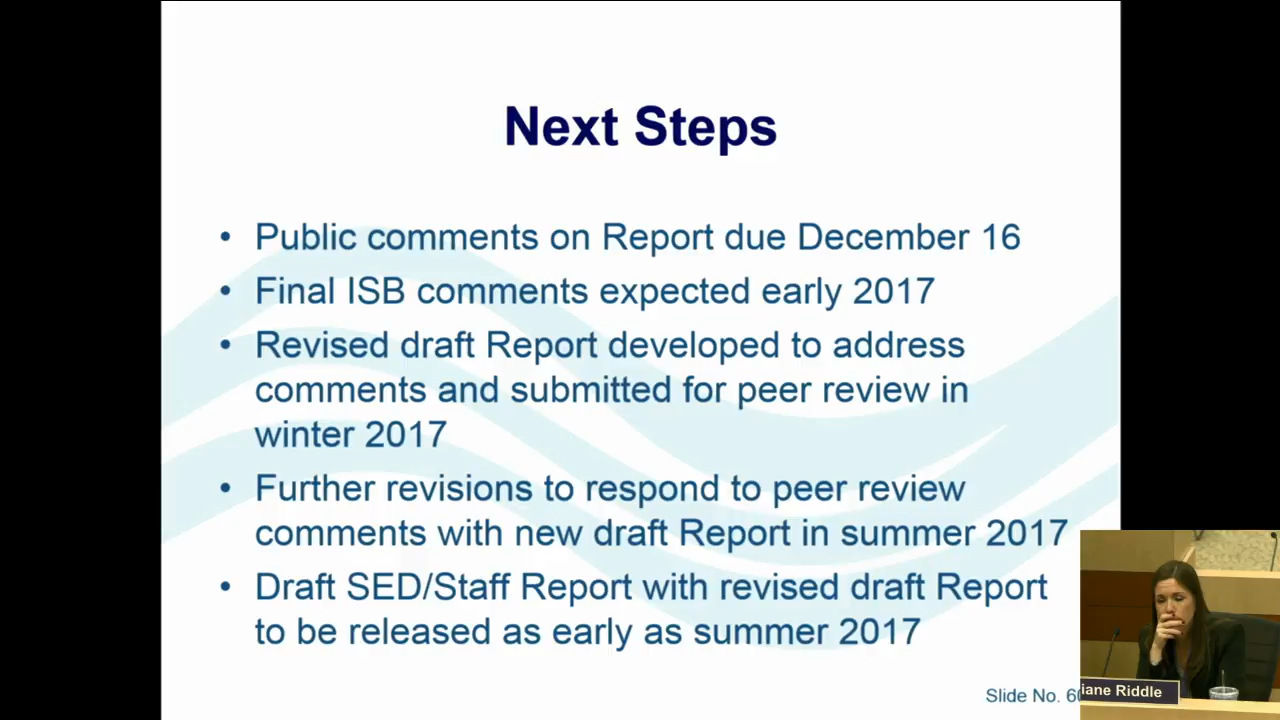 Next Steps
• Public comments on Report due December 16
• Final ISB comments expected early 2017
• Revised draft Report developed to address
comments and submitted for peer review in
winter 2017
• Further revisions to respond to peer review
comments with new draft Report in summer 2017
• Draft SED/Staff Report with revised draft Report
to be released as early as summer 2017
Slide No. 6
iane Riddle